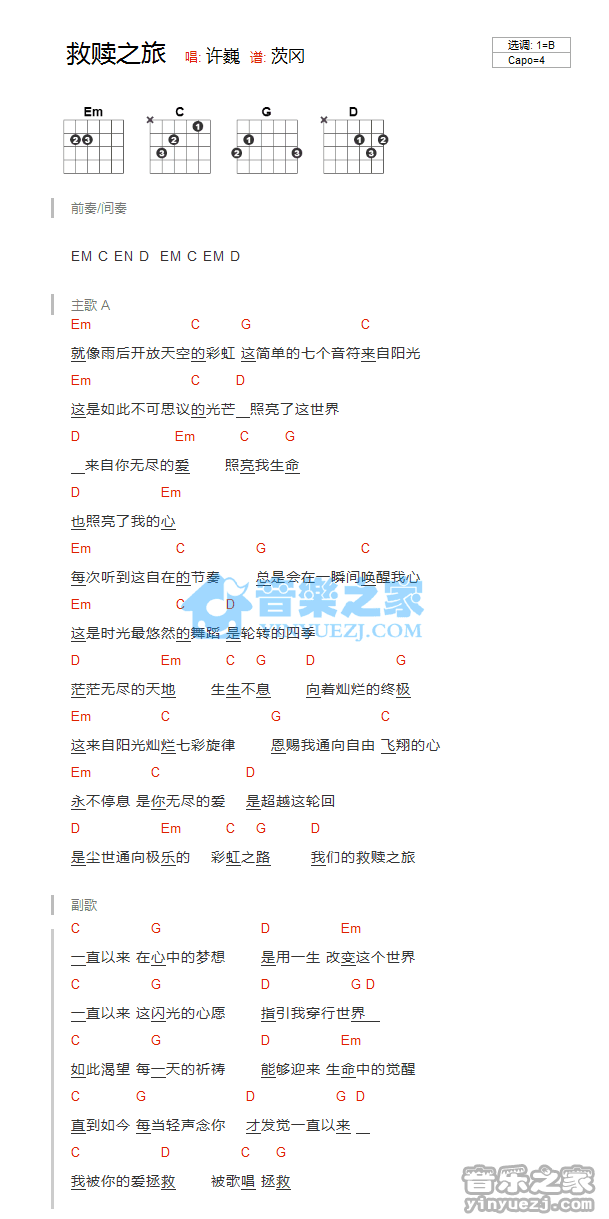 救赎之旅 唱: 许巍 谱: 茨冈
选调: 1=B
Capo=4
Em C G D
前奏/间奏
EM C EN D EM C EM D
主歌 A
Em C G C
就像雨后开放天空的彩虹 这简单的七个音符来自阳光
Em C D
这是如此不可思议的光芒 照亮了这世界
D Em C G
来自你无尽的爱 照亮我生命
D Em
也照亮了我的心
Em C G C
每次听到这自在的节奏 总是会在一瞬间唤醒我心
Em C D
这是时光最悠然的舞蹈 是轮转的四季
D Em C G D G
茫茫无尽的天地 生生不息 向着灿烂的终极
Em C G C
这来自阳光灿烂七彩旋律 恩赐我通向自由 飞翔的心
Em C D
永不停息 是你无尽的爱 是超越这轮回
D Em C G D
是尘世通向极乐的 彩虹之路 我们的救赎之旅
副歌
C G D Em
一直以来 在心中的梦想 是用一生 改变这个世界
C G D G D
一直以来 这闪光的心愿 指引我穿行世界
C G D Em
如此渴望 每一天的祈祷 能够迎来 生命中的觉醒
C G D G D
直到如今 每当轻声念你 才发觉一直以来
C D C G
我被你的爱拯救 被歌唱 拯救
音樂之家
YINYUEZJ.COM
音乐之家
yinyuezj.com